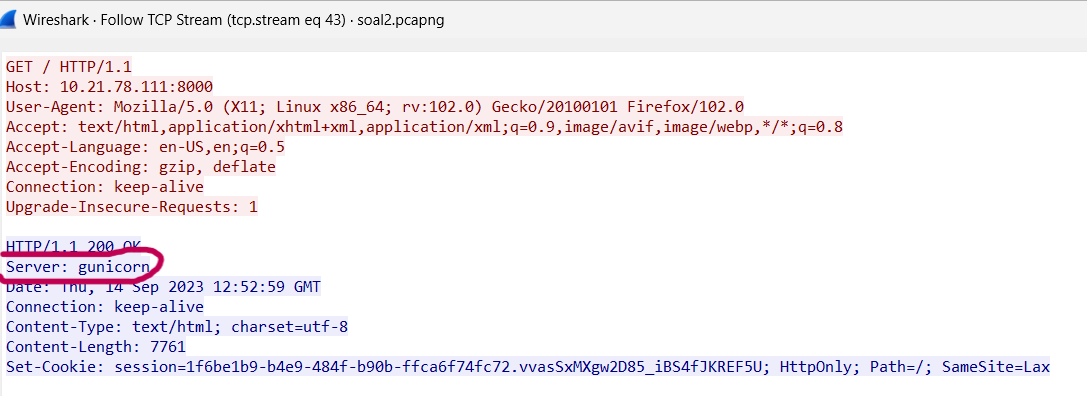 Wireshark · Follow TCP Stream (tcp.stream eq 43) · soal2.pcapng
GET / HTTP/1.1
Host: 10.21.78.111:8000
User-Agent: Mozilla/5.0 (X11; Linux x86_64; rv:102.0) Gecko/20100101 Firefox/102.0
Accept: text/html,application/xhtml+xml,application/xml;q=0.9,image/avif,image/webp,*/*;q=0.8
Accept-Language: en-US,en;q=0.5
Accept-Encoding: gzip, deflate
Connection: keep-alive
Upgrade-Insecure-Requests: 1
HTTP/1.1 200 OK
Server: gunicorn
Date: Thu, 14 Sep 2023 12:52:59 GMT
Connection: keep-alive
Content-Type: text/html; charset=utf-8
Content-Length: 7761
Set-Cookie: session=1f6be1b9-b4e9-484f-b90b-ffca6f74fc72.vvasSxMXgw2D85_iBS4fJKREF5U; HttpOnly; Path=/; SameSite=Lax